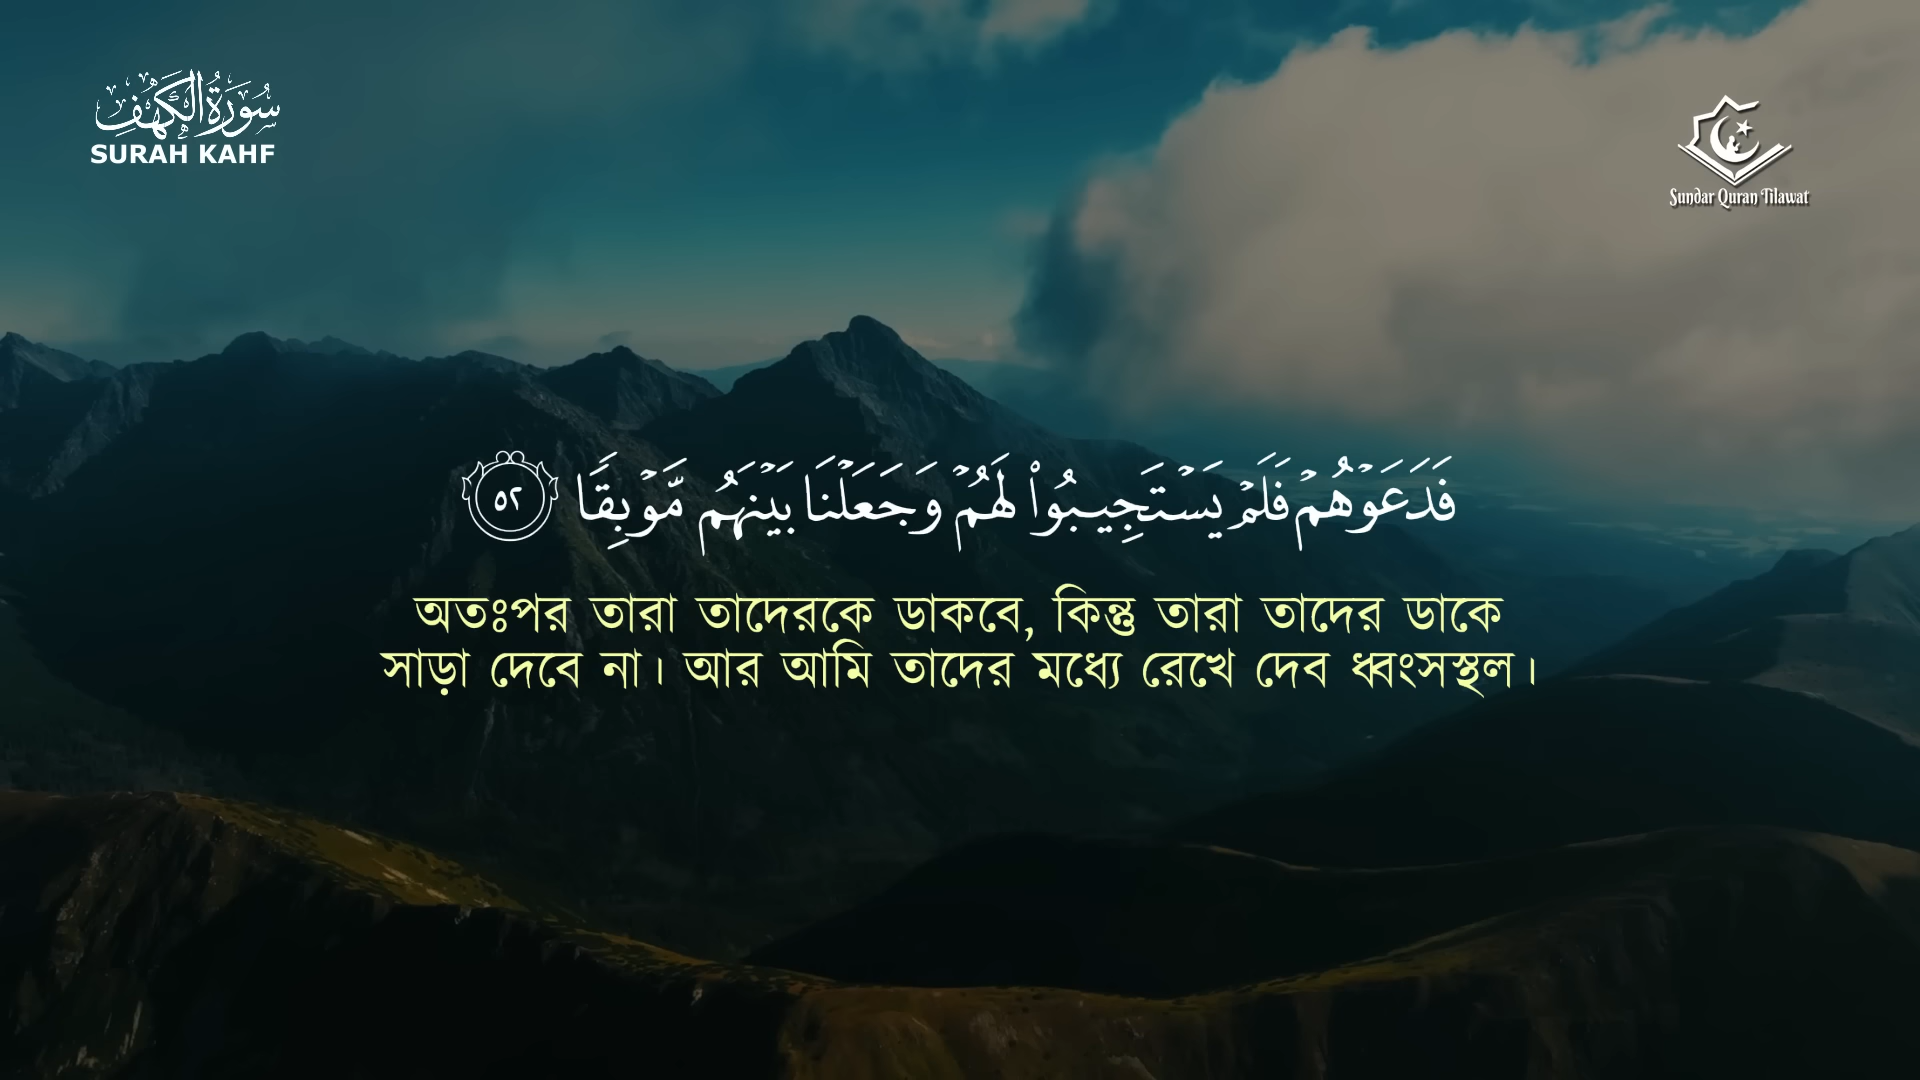 سُورَةُ الْكَهْفِ
SURAH KAHF
Sundar Quran Tilawat
فَدَعَوۡهُمۡ فَلَمۡ يَسۡتَجِيبُواْ لَهُمۡ وَجَعَلۡنَا بَيۡنَهُم مَّوۡبِقٗا ٥٢
অতঃপর তারা তাদেরকে ডাকবে, কিন্তু তারা তাদের ডাকে
সাড়া দেবে না। আর আমি তাদের মধ্যে রেখে দেব ধ্বংসস্থল।